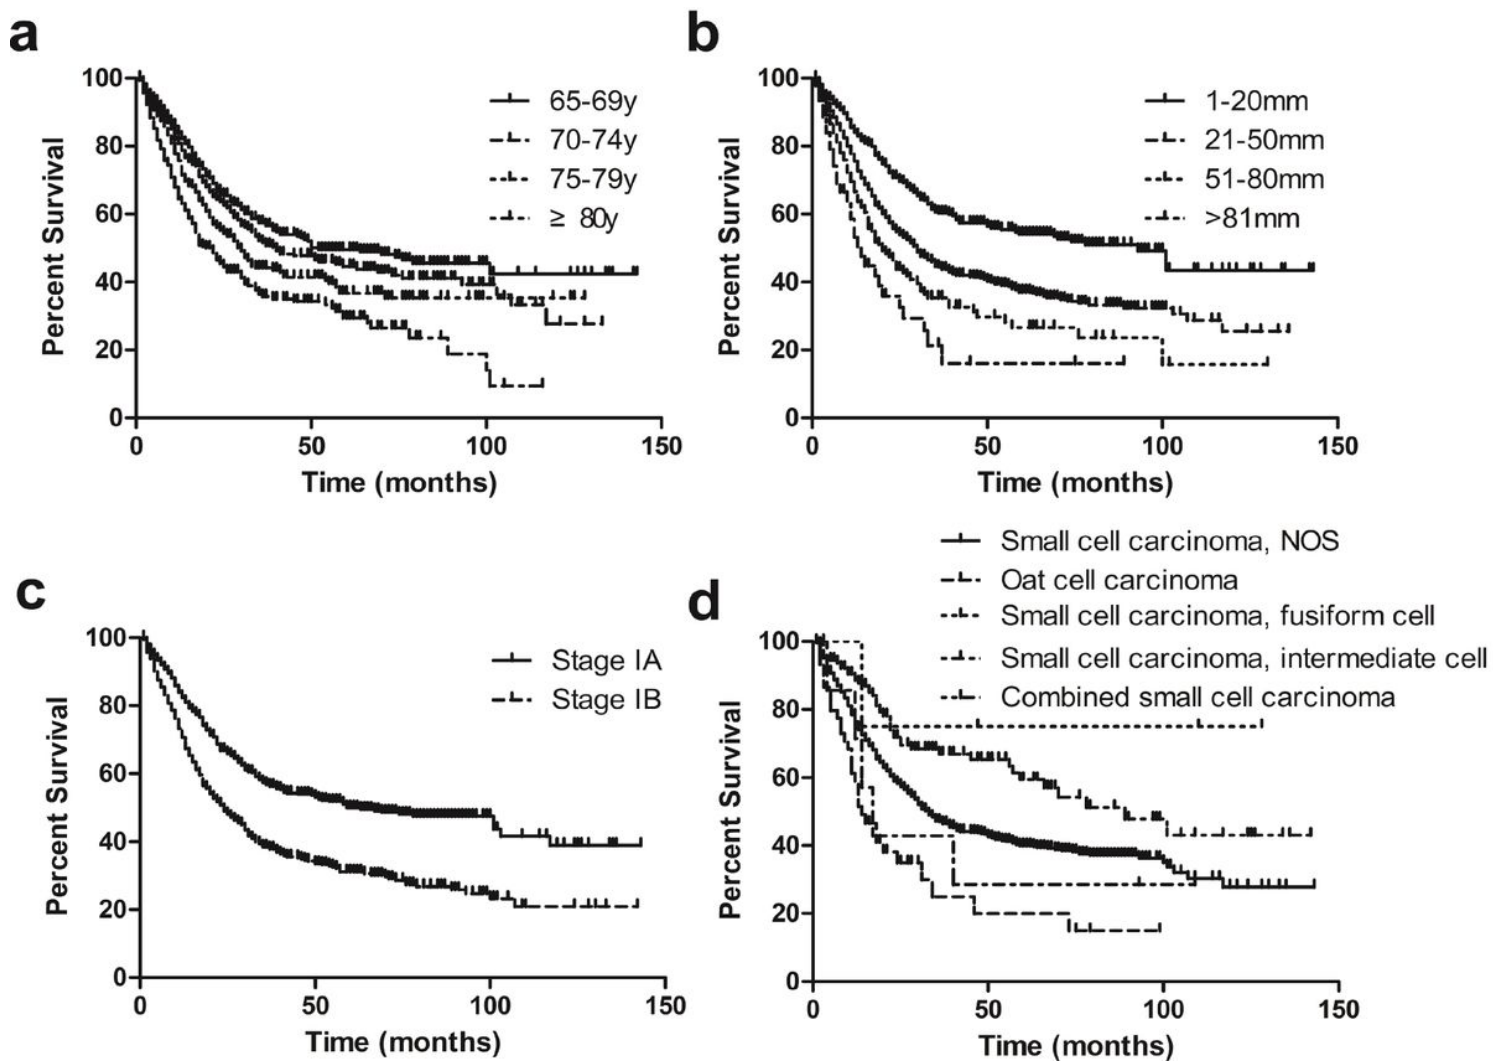 a
Percent Survival
100
80
60
40
20
0
0 50 100 150
Time (months)
65-69y
70-74y
75-79y
≥ 80y
b
Percent Survival
100
80
60
40
20
0
0 50 100 150
Time (months)
1-20mm
21-50mm
51-80mm
>81mm
c
Percent Survival
100
80
60
40
20
0
0 50 100 150
Time (months)
Stage IA
Stage IB
d
Small cell carcinoma, NOS
Oat cell carcinoma
Small cell carcinoma, fusiform cell
Small cell carcinoma, intermediate cell
Combined small cell carcinoma
Percent Survival
100
80
60
40
20
0
0 50 100 150
Time (months)